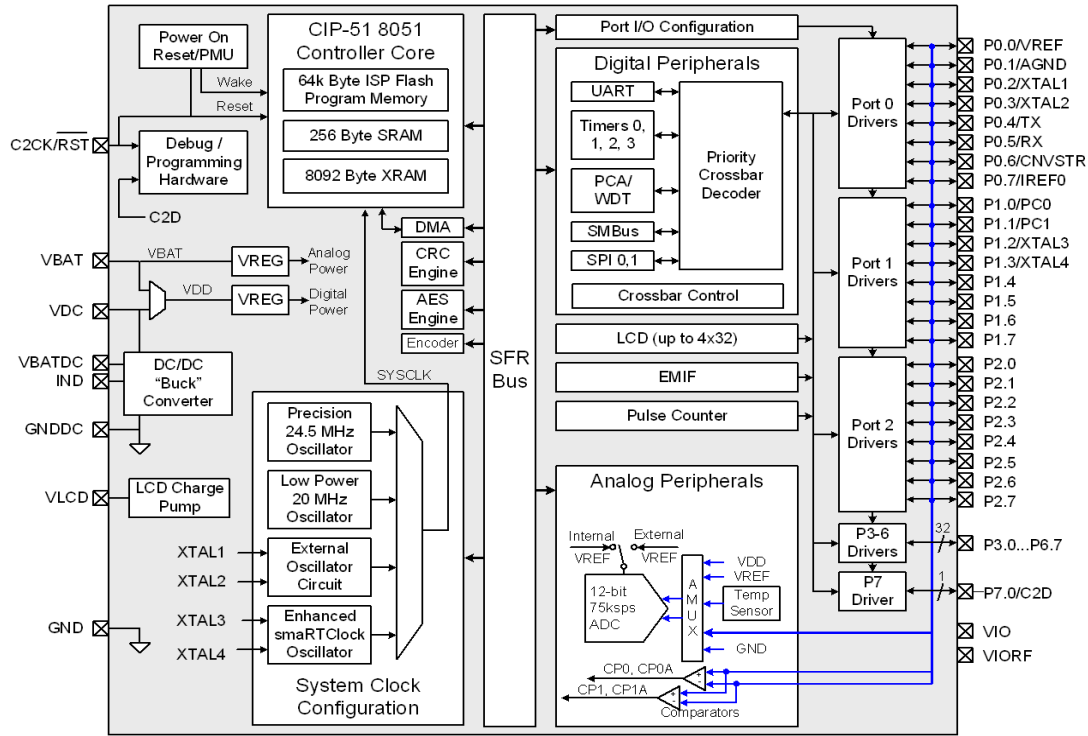 Power On
Reset/PMU
Wake
Reset
C2CK/RST
Debug /
Programming
Hardware
C2D
CIP-51 8051
Controller Core
64k Byte ISP Flash
Program Memory
256 Byte SRAM
8092 Byte XRAM
DMA
CRC
Engine
AES
Engine
Encoder
VBAT
VBAT
VREG
Analog
Power
VDC
VDD
VREG
Digital
Power
VBATDC
IND
GNDDC
DC/DC
“Buck”
Converter
VLCD
LCD Charge
Pump
GND
SYSCLK
Precision
24.5 MHz
Oscillator
Low Power
20 MHz
Oscillator
XTAL1
XTAL2
External
Oscillator
Circuit
XTAL3
XTAL4
Enhanced
smaRTClock
Oscillator
System Clock
Configuration
SFR
Bus
Port I/O Configuration
Digital Peripherals
UART
Timers 0,
1, 2, 3
PCA/
WDT
SMBus
SPI 0,1
Priority
Crossbar
Decoder
Crossbar Control
LCD (up to 4x32)
EMIF
Pulse Counter
Analog Peripherals
Internal
VREF
External
VREF
12-bit
75ksps
ADC
A
M
U
X
VDD
VREF
Temp
Sensor
GND
CP0, CP0A
+
-
CP1, CP1A
+
-
Comparators
Port 0
Drivers
Port 1
Drivers
Port 2
Drivers
P3-6
Drivers
P7
Driver
32
1
P0.0/VREF
P0.1/AGND
P0.2/XTAL1
P0.3/XTAL2
P0.4/TX
P0.5/RX
P0.6/CNVSTR
P0.7/IREF0
P1.0/PC0
P1.1/PC1
P1.2/XTAL3
P1.3/XTAL4
P1.4
P1.5
P1.6
P1.7
P2.0
P2.1
P2.2
P2.3
P2.4
P2.5
P2.6
P2.7
P3.0...P6.7
P7.0/C2D
VIO
VIORF